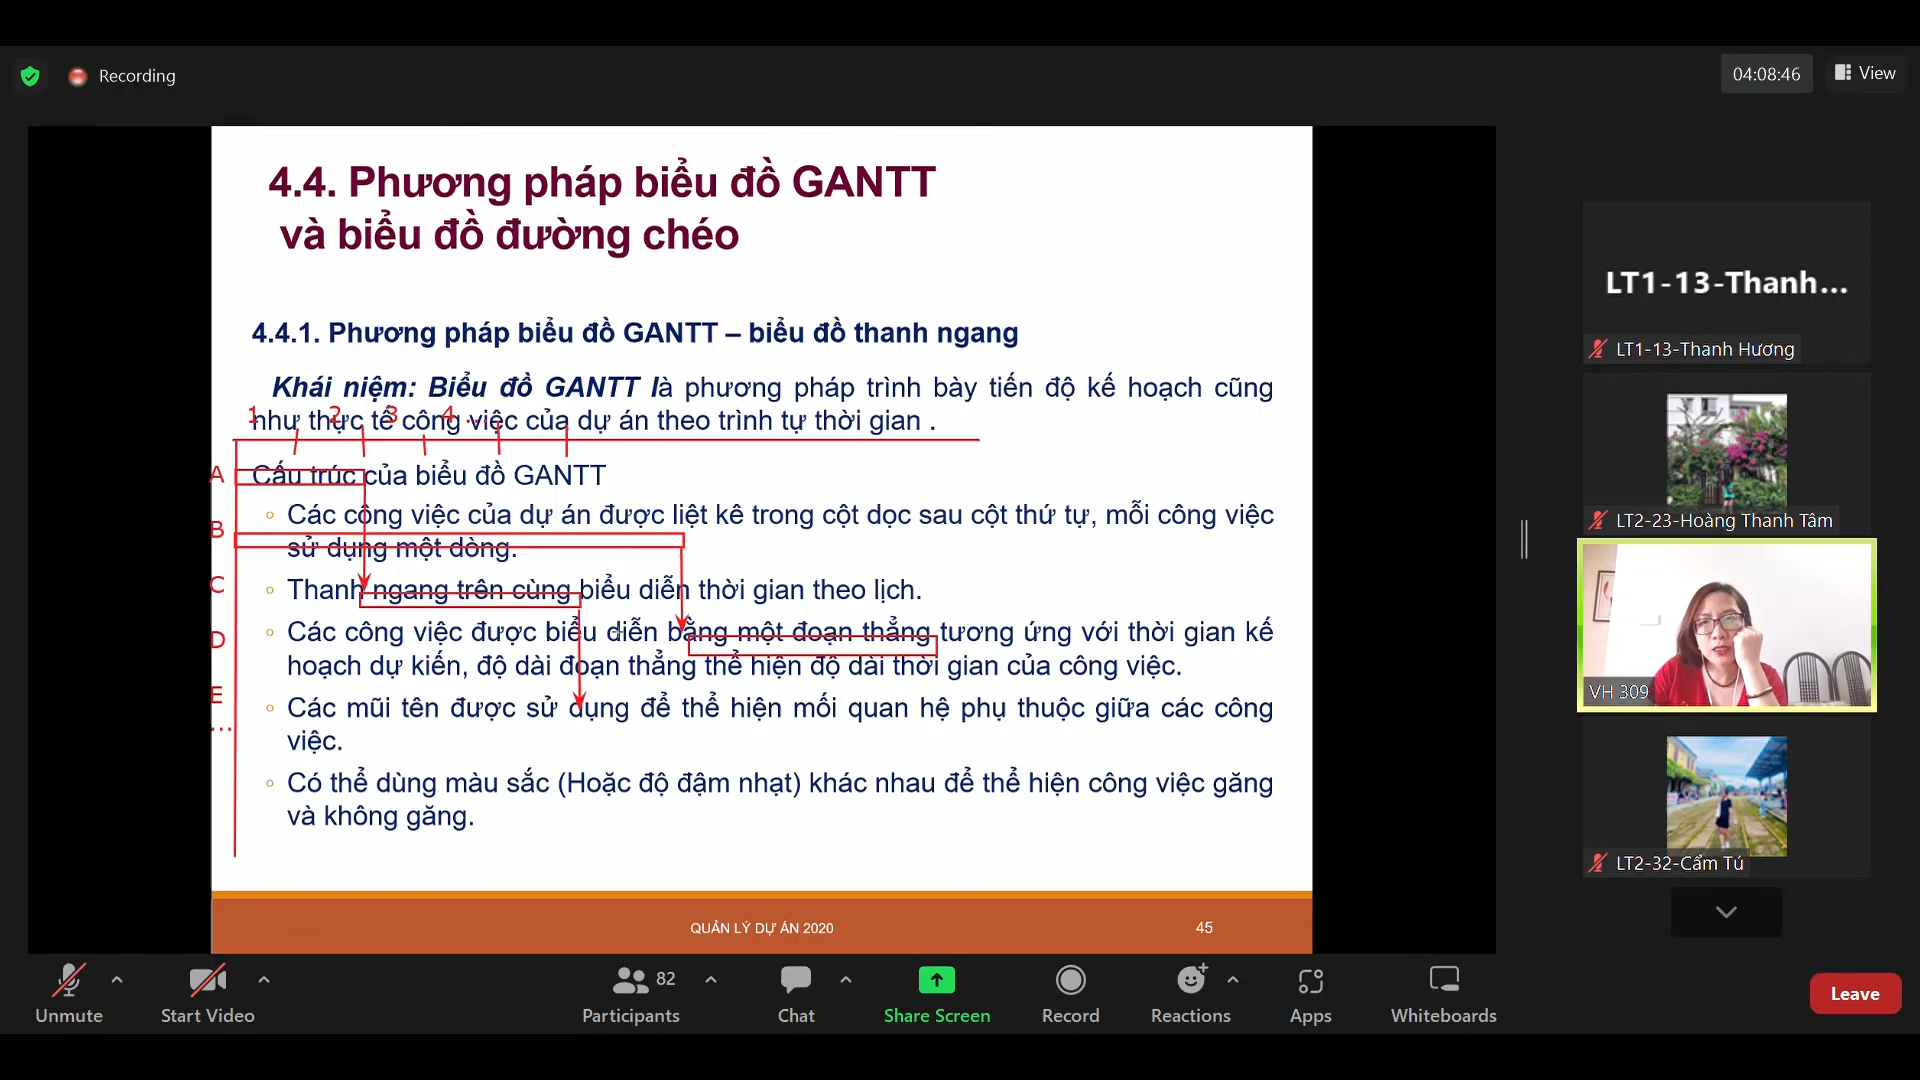 Recording
04:08:46
View
4.4. Phương pháp biểu đồ GANTT
và biểu đồ đường chéo
4.4.1. Phương pháp biểu đồ GANTT – biểu đồ thanh ngang
Khái niệm: Biểu đồ GANTT là phương pháp trình bày tiến độ kế hoạch cũng
như thực tế công việc của dự án theo trình tự thời gian .
1 2 3 4 ...
A
Cấu trúc của biểu đồ GANTT
Các công việc của dự án được liệt kê trong cột dọc sau cột thứ tự, mỗi công việc
B
sử dụng một dòng.
C
Thanh ngang trên cùng biểu diễn thời gian theo lịch.
D
Các công việc được biểu diễn bằng một đoạn thẳng tương ứng với thời gian kế
hoạch dự kiến, độ dài đoạn thẳng thể hiện độ dài thời gian của công việc.
E
Các mũi tên được sử dụng để thể hiện mối quan hệ phụ thuộc giữa các công
...
việc.
Có thể dùng màu sắc (Hoặc độ đậm nhạt) khác nhau để thể hiện công việc găng
và không găng.
QUẢN LÝ DỰ ÁN 2020
45
LT1-13-Thanh...
LT1-13-Thanh Hương
LT2-23-Hoàng Thanh Tâm
VH 309
LT2-32-Cẩm Tú
Unmute
Start Video
82
Participants
Chat
Share Screen
Record
Reactions
Apps
Whiteboards
Leave